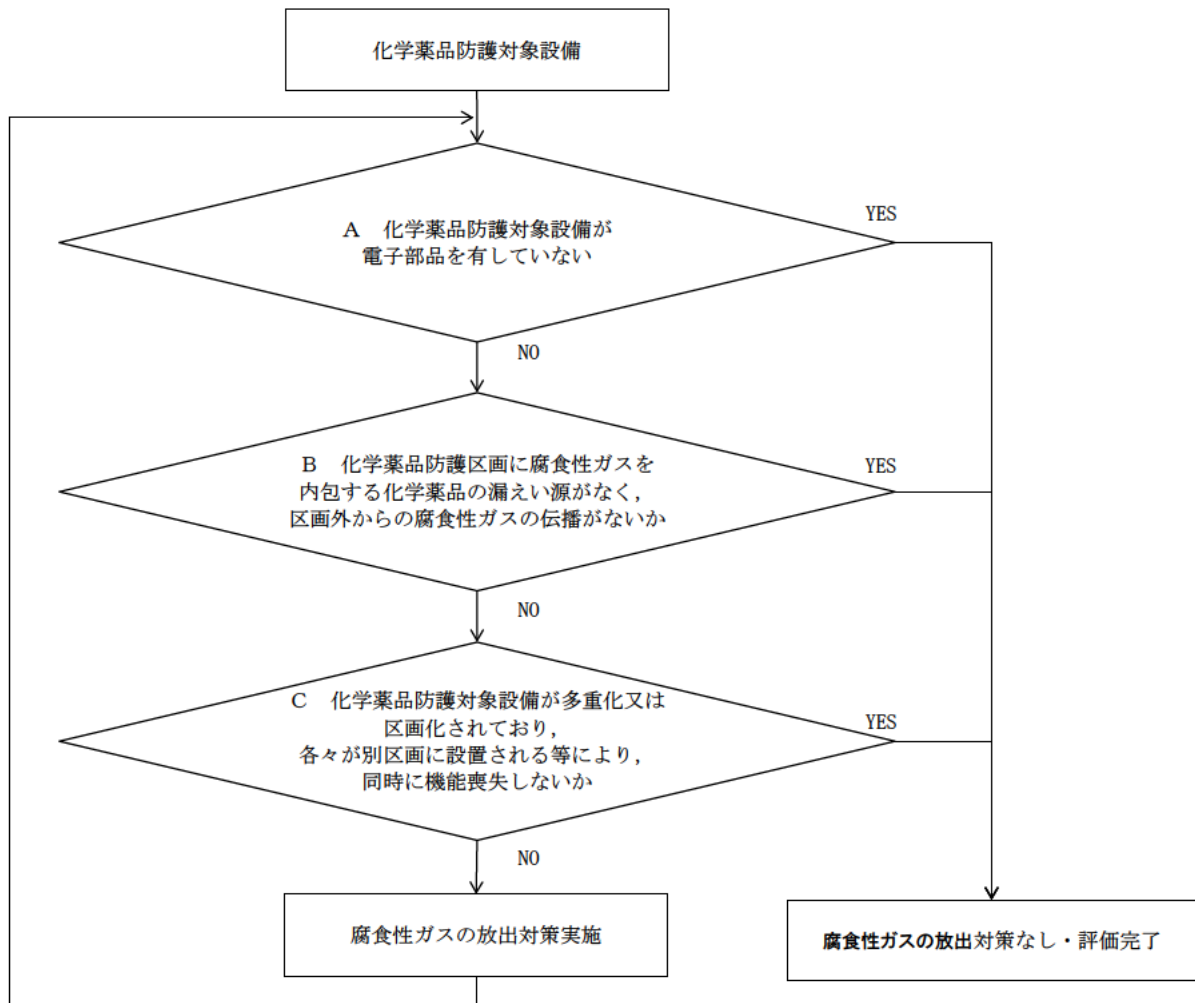 化学薬品防護対象設備
A 化学薬品防護対象設備が
電子部品を有していない
YES
NO
B 化学薬品防護区画に腐食性ガスを
内包する化学薬品の漏えい源がなく,
区画外からの腐食性ガスの伝播がないか
YES
NO
C 化学薬品防護対象設備が多重化又は
区画化されており,
各々が別区画に設置される等により,
同時に機能喪失しないか
YES
NO
腐食性ガスの放出対策実施
腐食性ガスの放出対策なし・評価完了